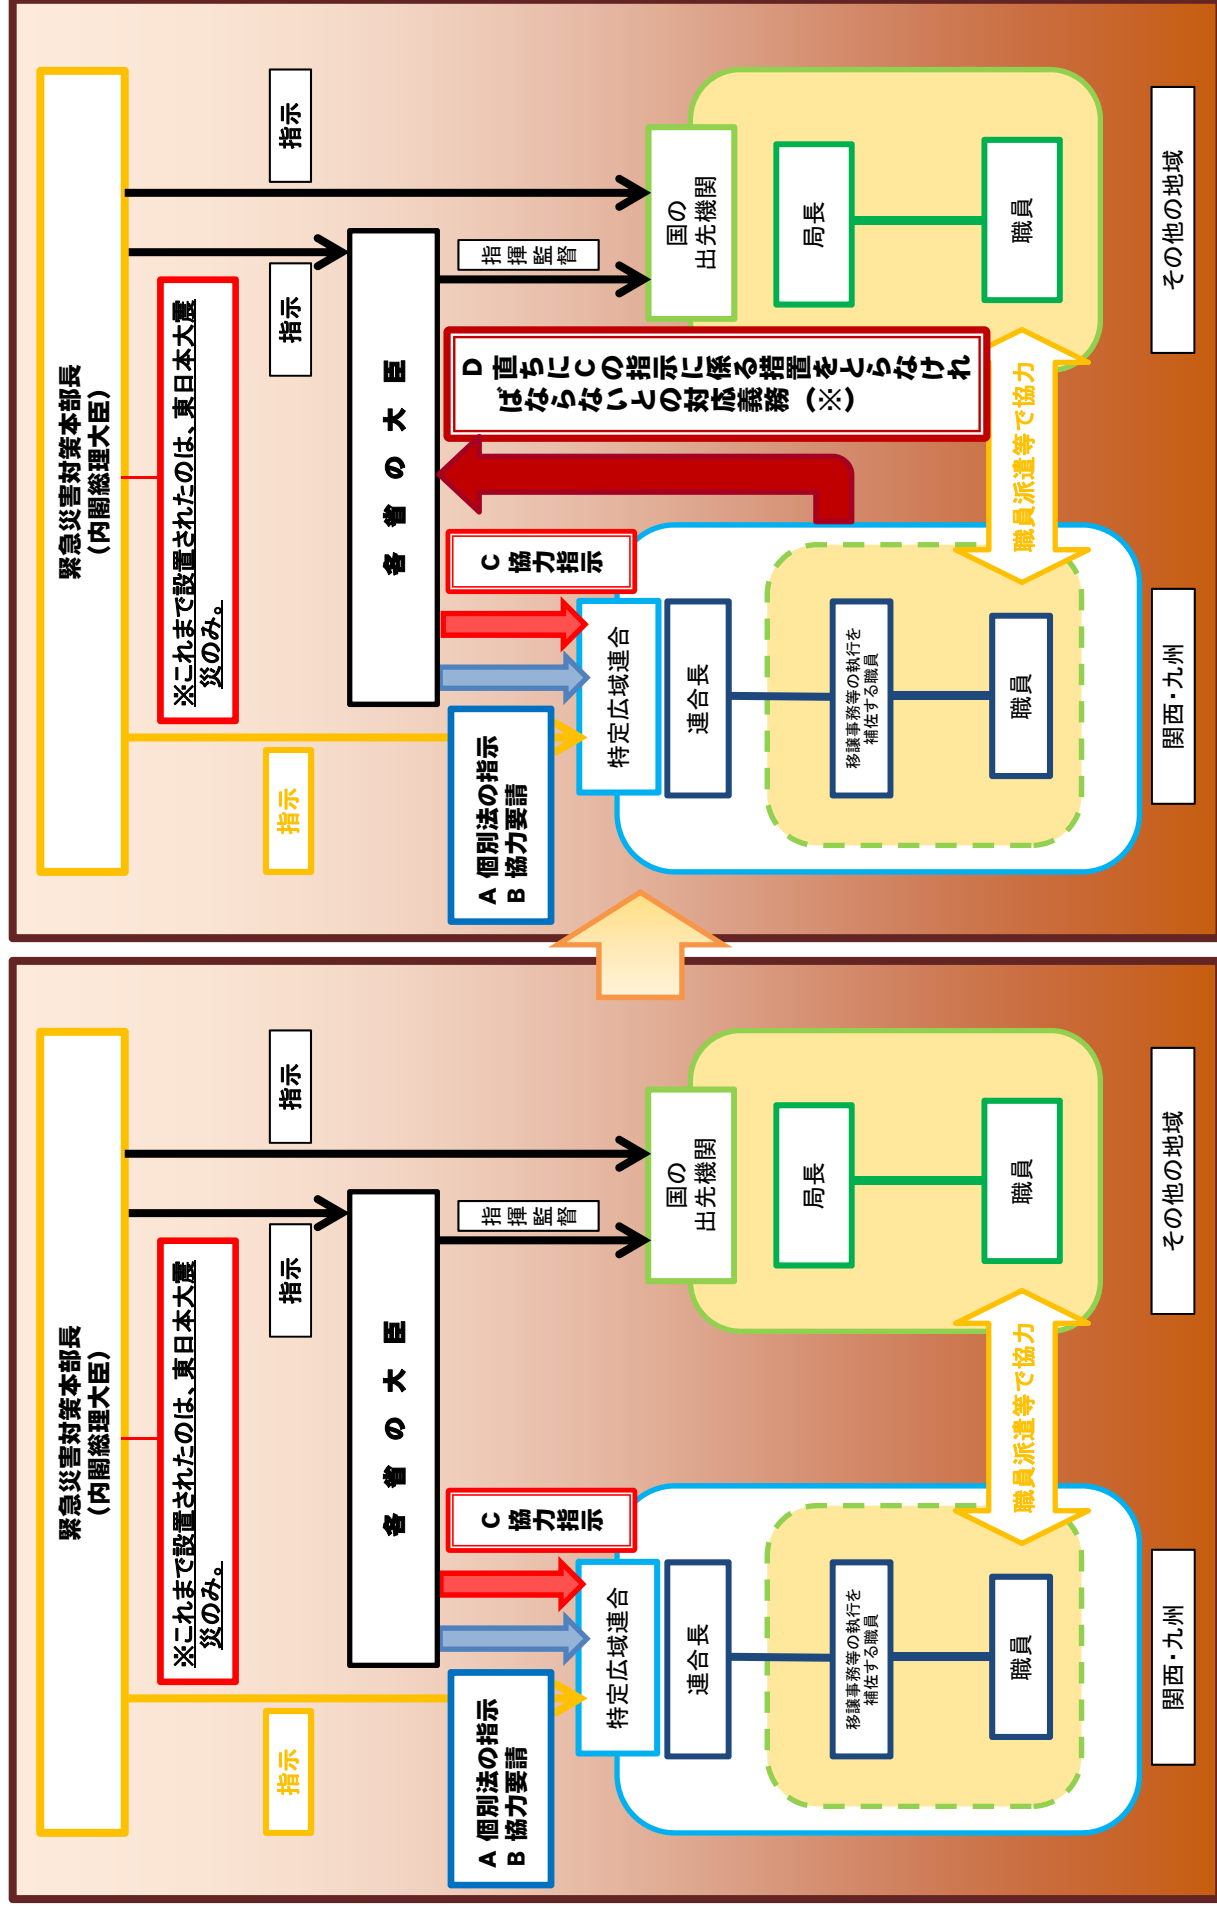 緊急災害対策本部長
（内閣総理大臣）
※これまで設置されたのは、東日本大震
災のみ。
指示
指示
指示
各省の大臣
A 個別法の指示
B 協力要請
C 協力指示
指揮監督
特定広域連合
連合長
移譲事務等の執行を
補佐する職員
職員
国の
出先機関
局長
職員
職員派遣等で協力
関西・九州
その他の地域
緊急災害対策本部長
（内閣総理大臣）
※これまで設置されたのは、東日本大震
災のみ。
指示
指示
指示
各省の大臣
A 個別法の指示
B 協力要請
C 協力指示
D 直ちにCの指示に係る措置をとらなけれ
ばならないとの対応義務（※）
指揮監督
特定広域連合
連合長
移譲事務等の執行を
補佐する職員
職員
国の
出先機関
局長
職員
職員派遣等で協力
関西・九州
その他の地域